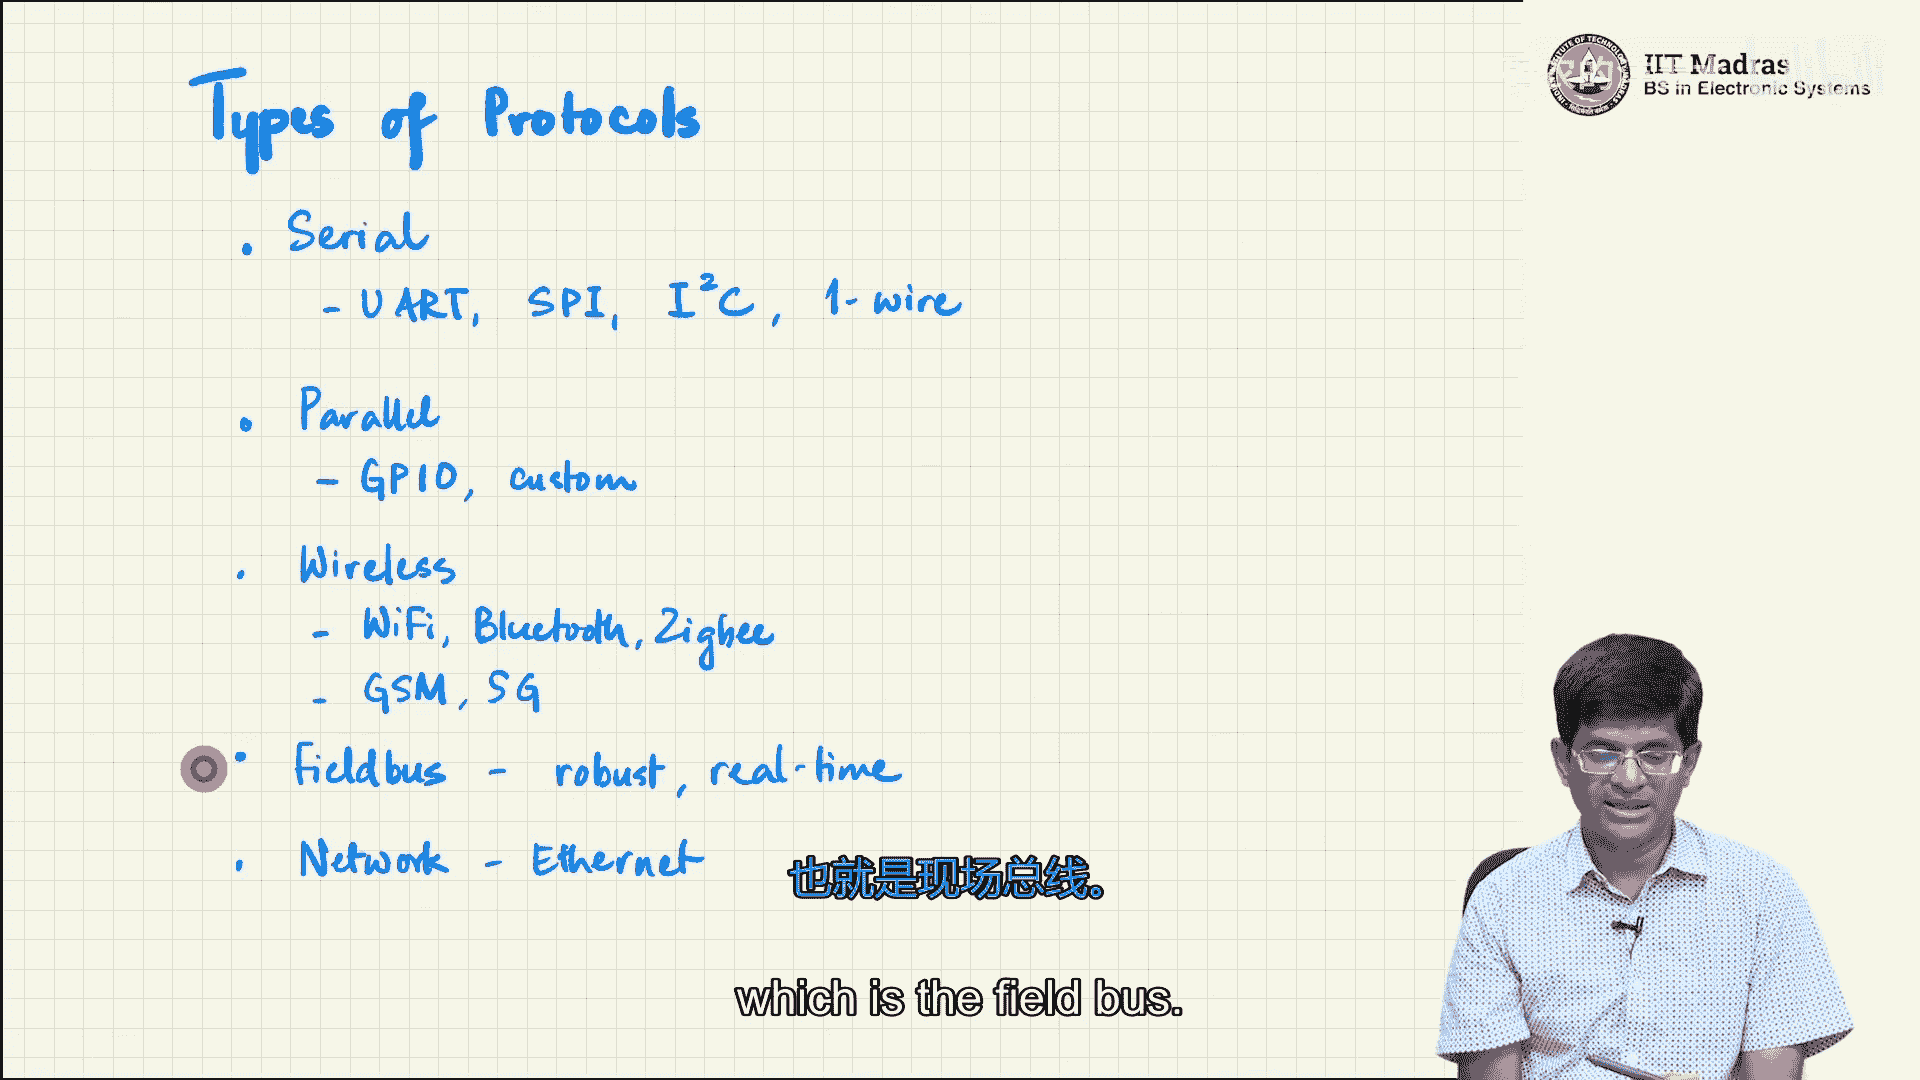 Types of Protocols
IIT Madras
BS in Electronic Systems
. Serial
- UART, SPI, I²C, 1-wire
. Parallel
- GPIO, custom
. Wireless
- WiFi, Bluetooth, Zigbee
- GSM, 5G
. Fieldbus - robust, real-time
. Network - Ethernet
也就是现场总线。
which is the field bus.